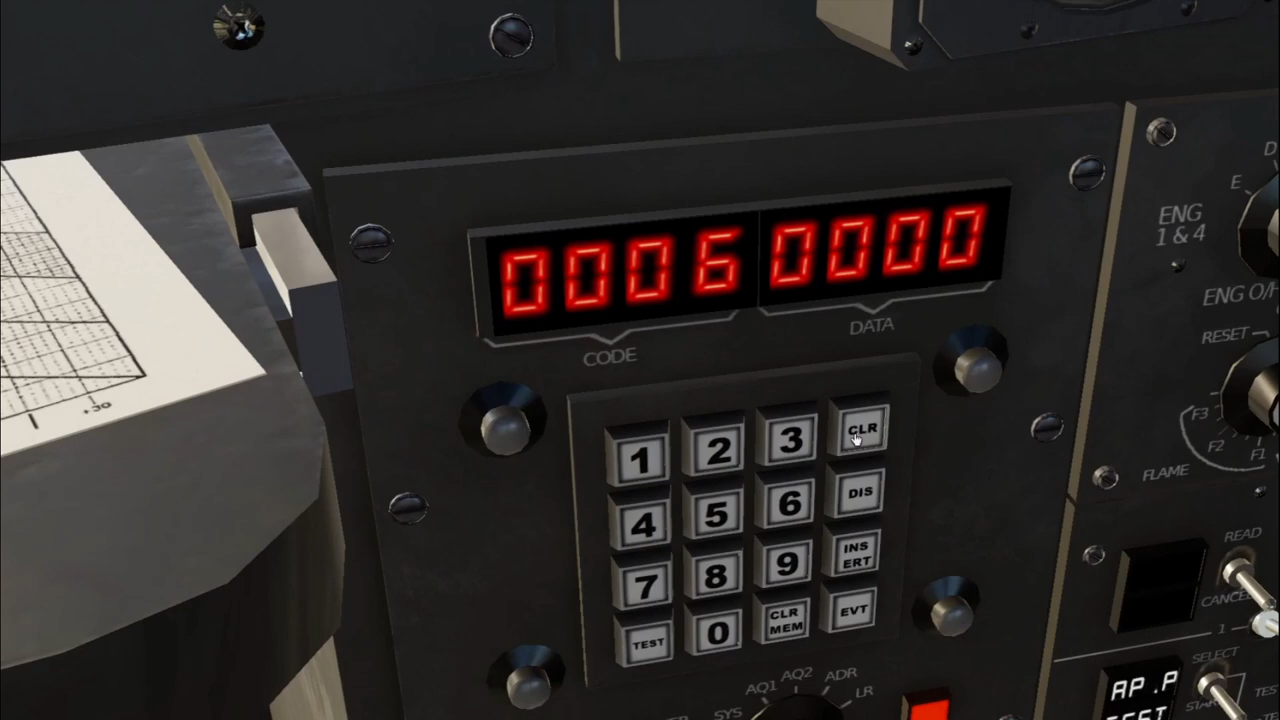 0006 0000
CODE
DATA
1 2 3 CLR
4 5 6 DIS
7 8 9 INS
ERT
TEST 0 CLR
MEM EVT
SYS AQ1 AQ2 ADR LR
+30
D
E
ENG
1 & 4
RESET
F3
F2
F1
FLAME
READ
1
SELECT
AP.P